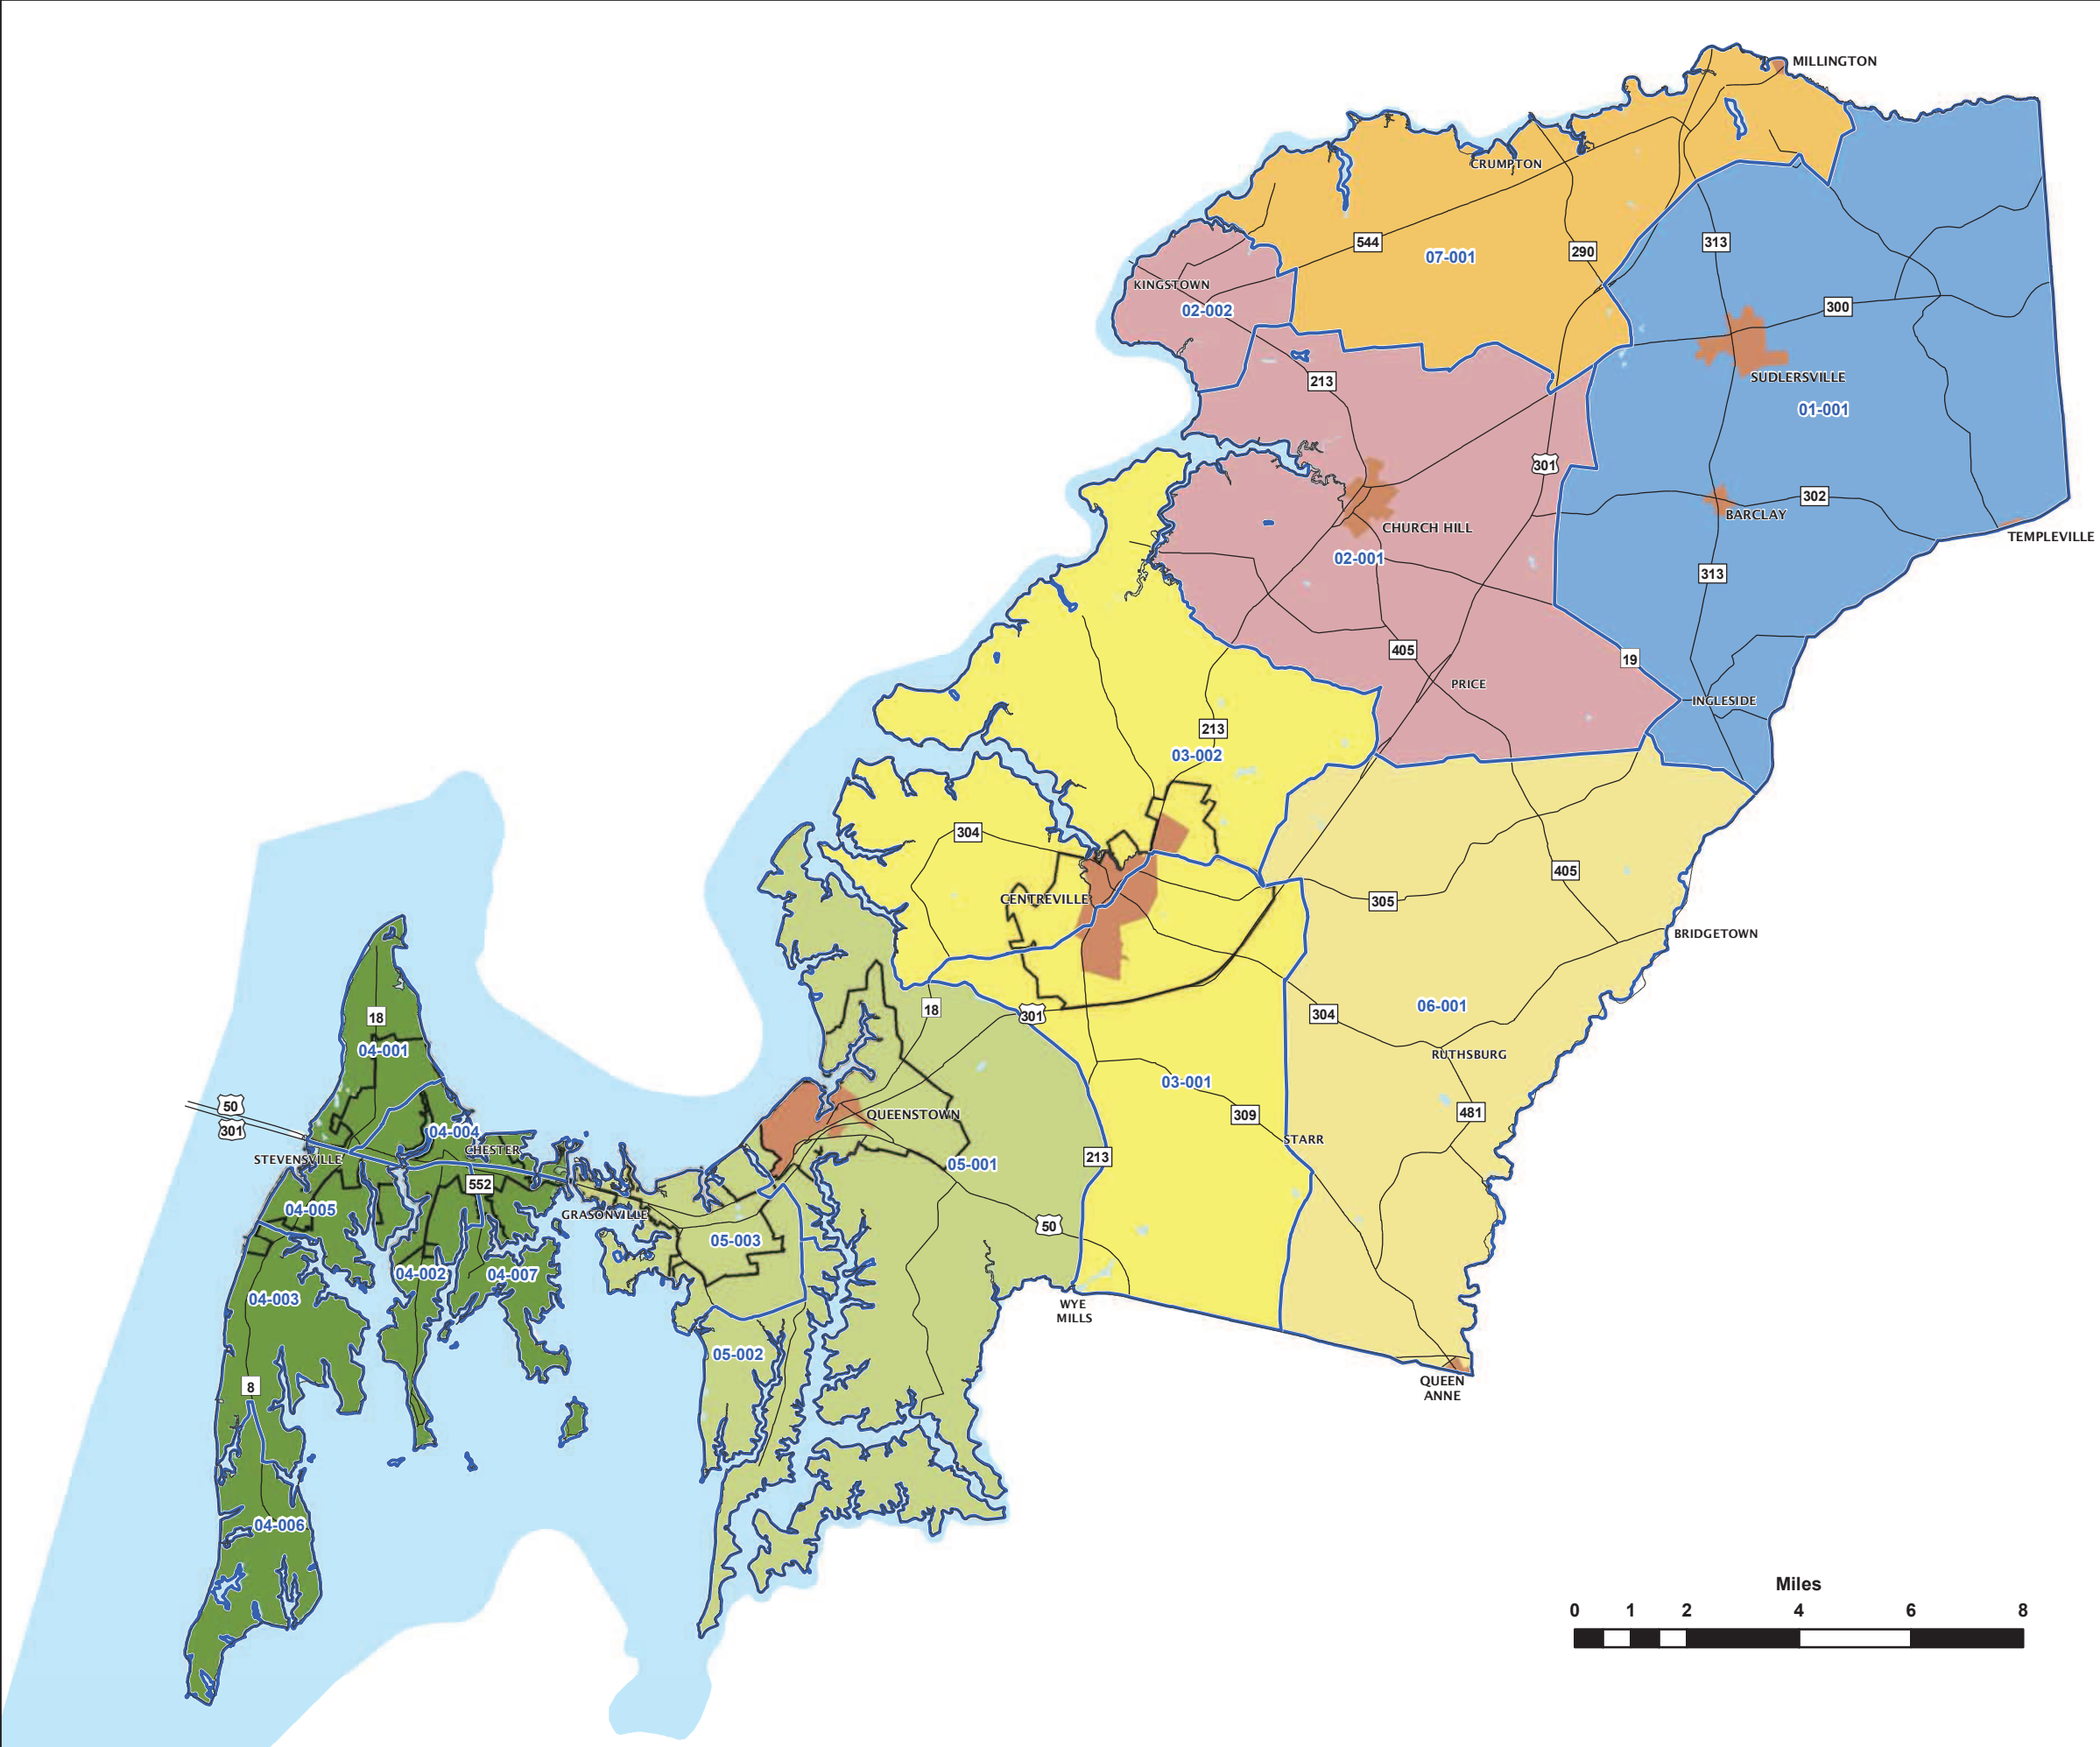 MILLINGTON
CRUMPTON
544
07-001
290
313
KINGSTOWN
02-002
300
213
SUDLERSVILLE
01-001
301
302
BARCLAY
CHURCH HILL
TEMPLEVILLE
02-001
313
405
19
PRICE
INGLESIDE
213
03-002
304
405
CENTREVILLE
305
BRIDGETOWN
18
301
304
06-001
18
04-001
RUTHSBURG
03-001
50
301
309
481
QUEENSTOWN
04-004
STARR
CHESTER
STEVENSVILLE
213
05-001
552
04-005
GRASONVILLE
50
05-003
04-002
04-007
04-003
WYE
MILLS
05-002
8
QUEEN
ANNE
04-006
Miles
0 1 2 4 6 8